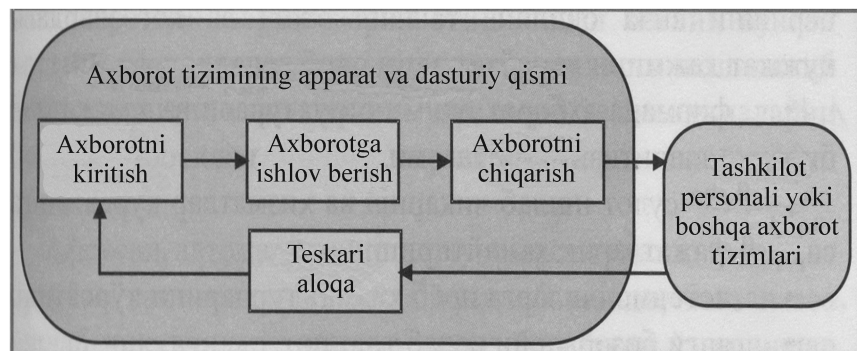 Axborot tizimining apparat va dasturiy qismi
Axborotni
kiritish
Axborotga
ishlov berish
Axborotni
chiqarish
Tashkilot
personali yoki
boshqa axborot
tizimlari
Teskari
aloqa